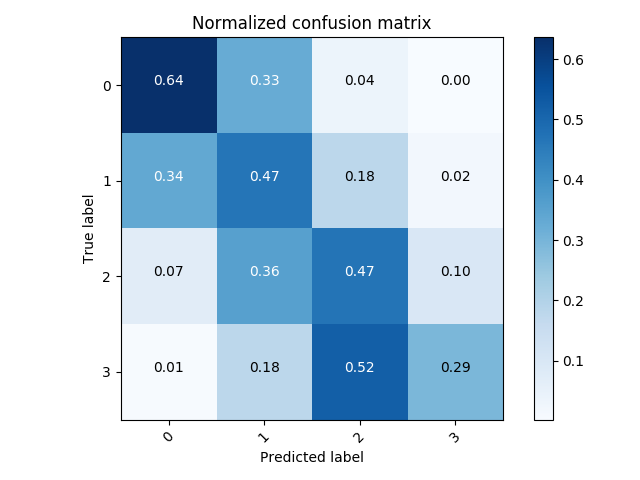 Normalized confusion matrix
True label
0 0.64 0.33 0.04 0.00
1 0.34 0.47 0.18 0.02
2 0.07 0.36 0.47 0.10
3 0.01 0.18 0.52 0.29
0 1 2 3
Predicted label
0.6
0.5
0.4
0.3
0.2
0.1